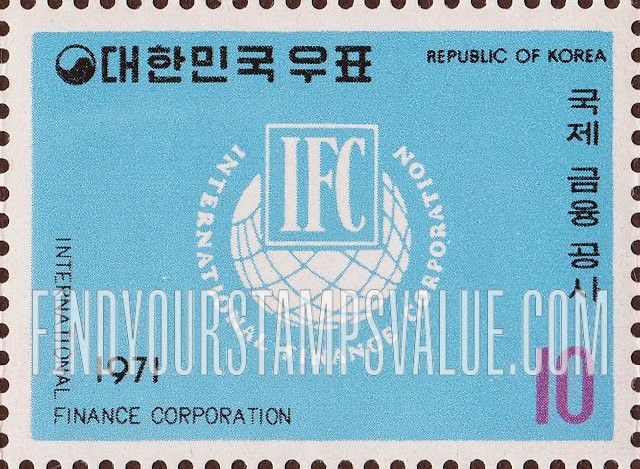 대한민국우표
REPUBLIC OF KOREA
국제 금융 공사
IFC
INTERNATIONAL FINANCE CORPORATION
FINDYOURSTAMPSVALUE.COM
1971
10
INTERNATIONAL
FINANCE CORPORATION